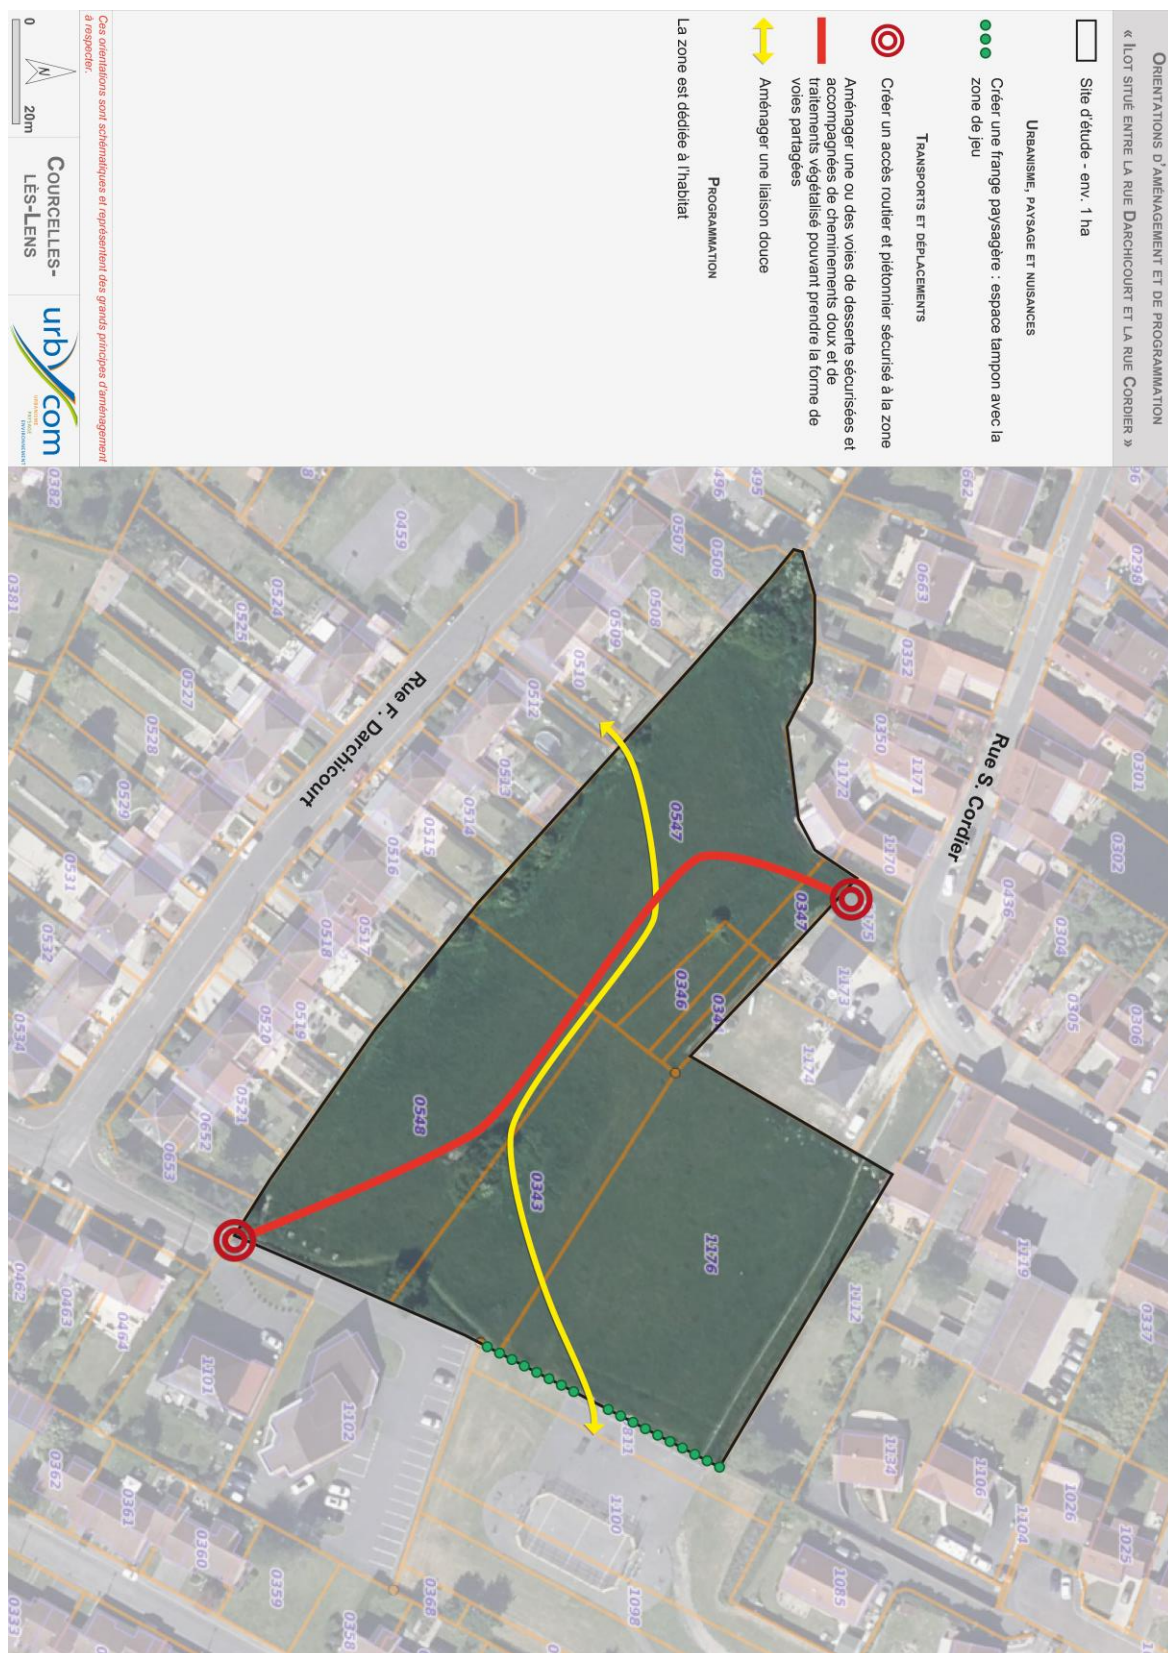 ORIENTATIONS D'AMÉNAGEMENT ET DE PROGRAMMATION
« ILOT SITUÉ ENTRE LA RUE DARCHICOURT ET LA RUE CORDIER »
Site d'étude - env. 1 ha
URBANISME, PAYSAGE ET NUISANCES
Créer une frange paysagère : espace tampon avec la
zone de jeu
TRANSPORTS ET DÉPLACEMENTS
Créer un accès routier et piétonnier sécurisé à la zone
Aménager une ou des voies de desserte sécurisées et
accompagnées de cheminements doux et de
traitements végétalisé pouvant prendre la forme de
voies partagées
Aménager une liaison douce
PROGRAMMATION
La zone est dédiée à l'habitat
Ces orientations sont schématiques et représentent des grands principes d'aménagement
à respecter.
0 N 20m
COURCELLES-
LÈS-LENS
urbycom
URBANISME
PAYSAGE
ENVIRONNEMENT
Rue S. Cordier
Rue F. Darchicourt
0298
0301
0302
0337
0662
0663
0352
0350
1171
1172
1170
0436
0304
0305
0306
1173
1174
1119
1112
1134
1106
1104
1026
1025
1085
0495
0496
0507
0506
0508
0509
0510
0512
0513
0514
0515
0516
0517
0518
0519
0520
0521
0652
0653
0547
0347
0346
0548
0343
1176
811
1100
1098
1102
1101
0382
0381
0459
0524
0525
0527
0528
0529
0531
0532
0534
0462
0463
0464
0362
0361
0360
0359
0358
0368
0333